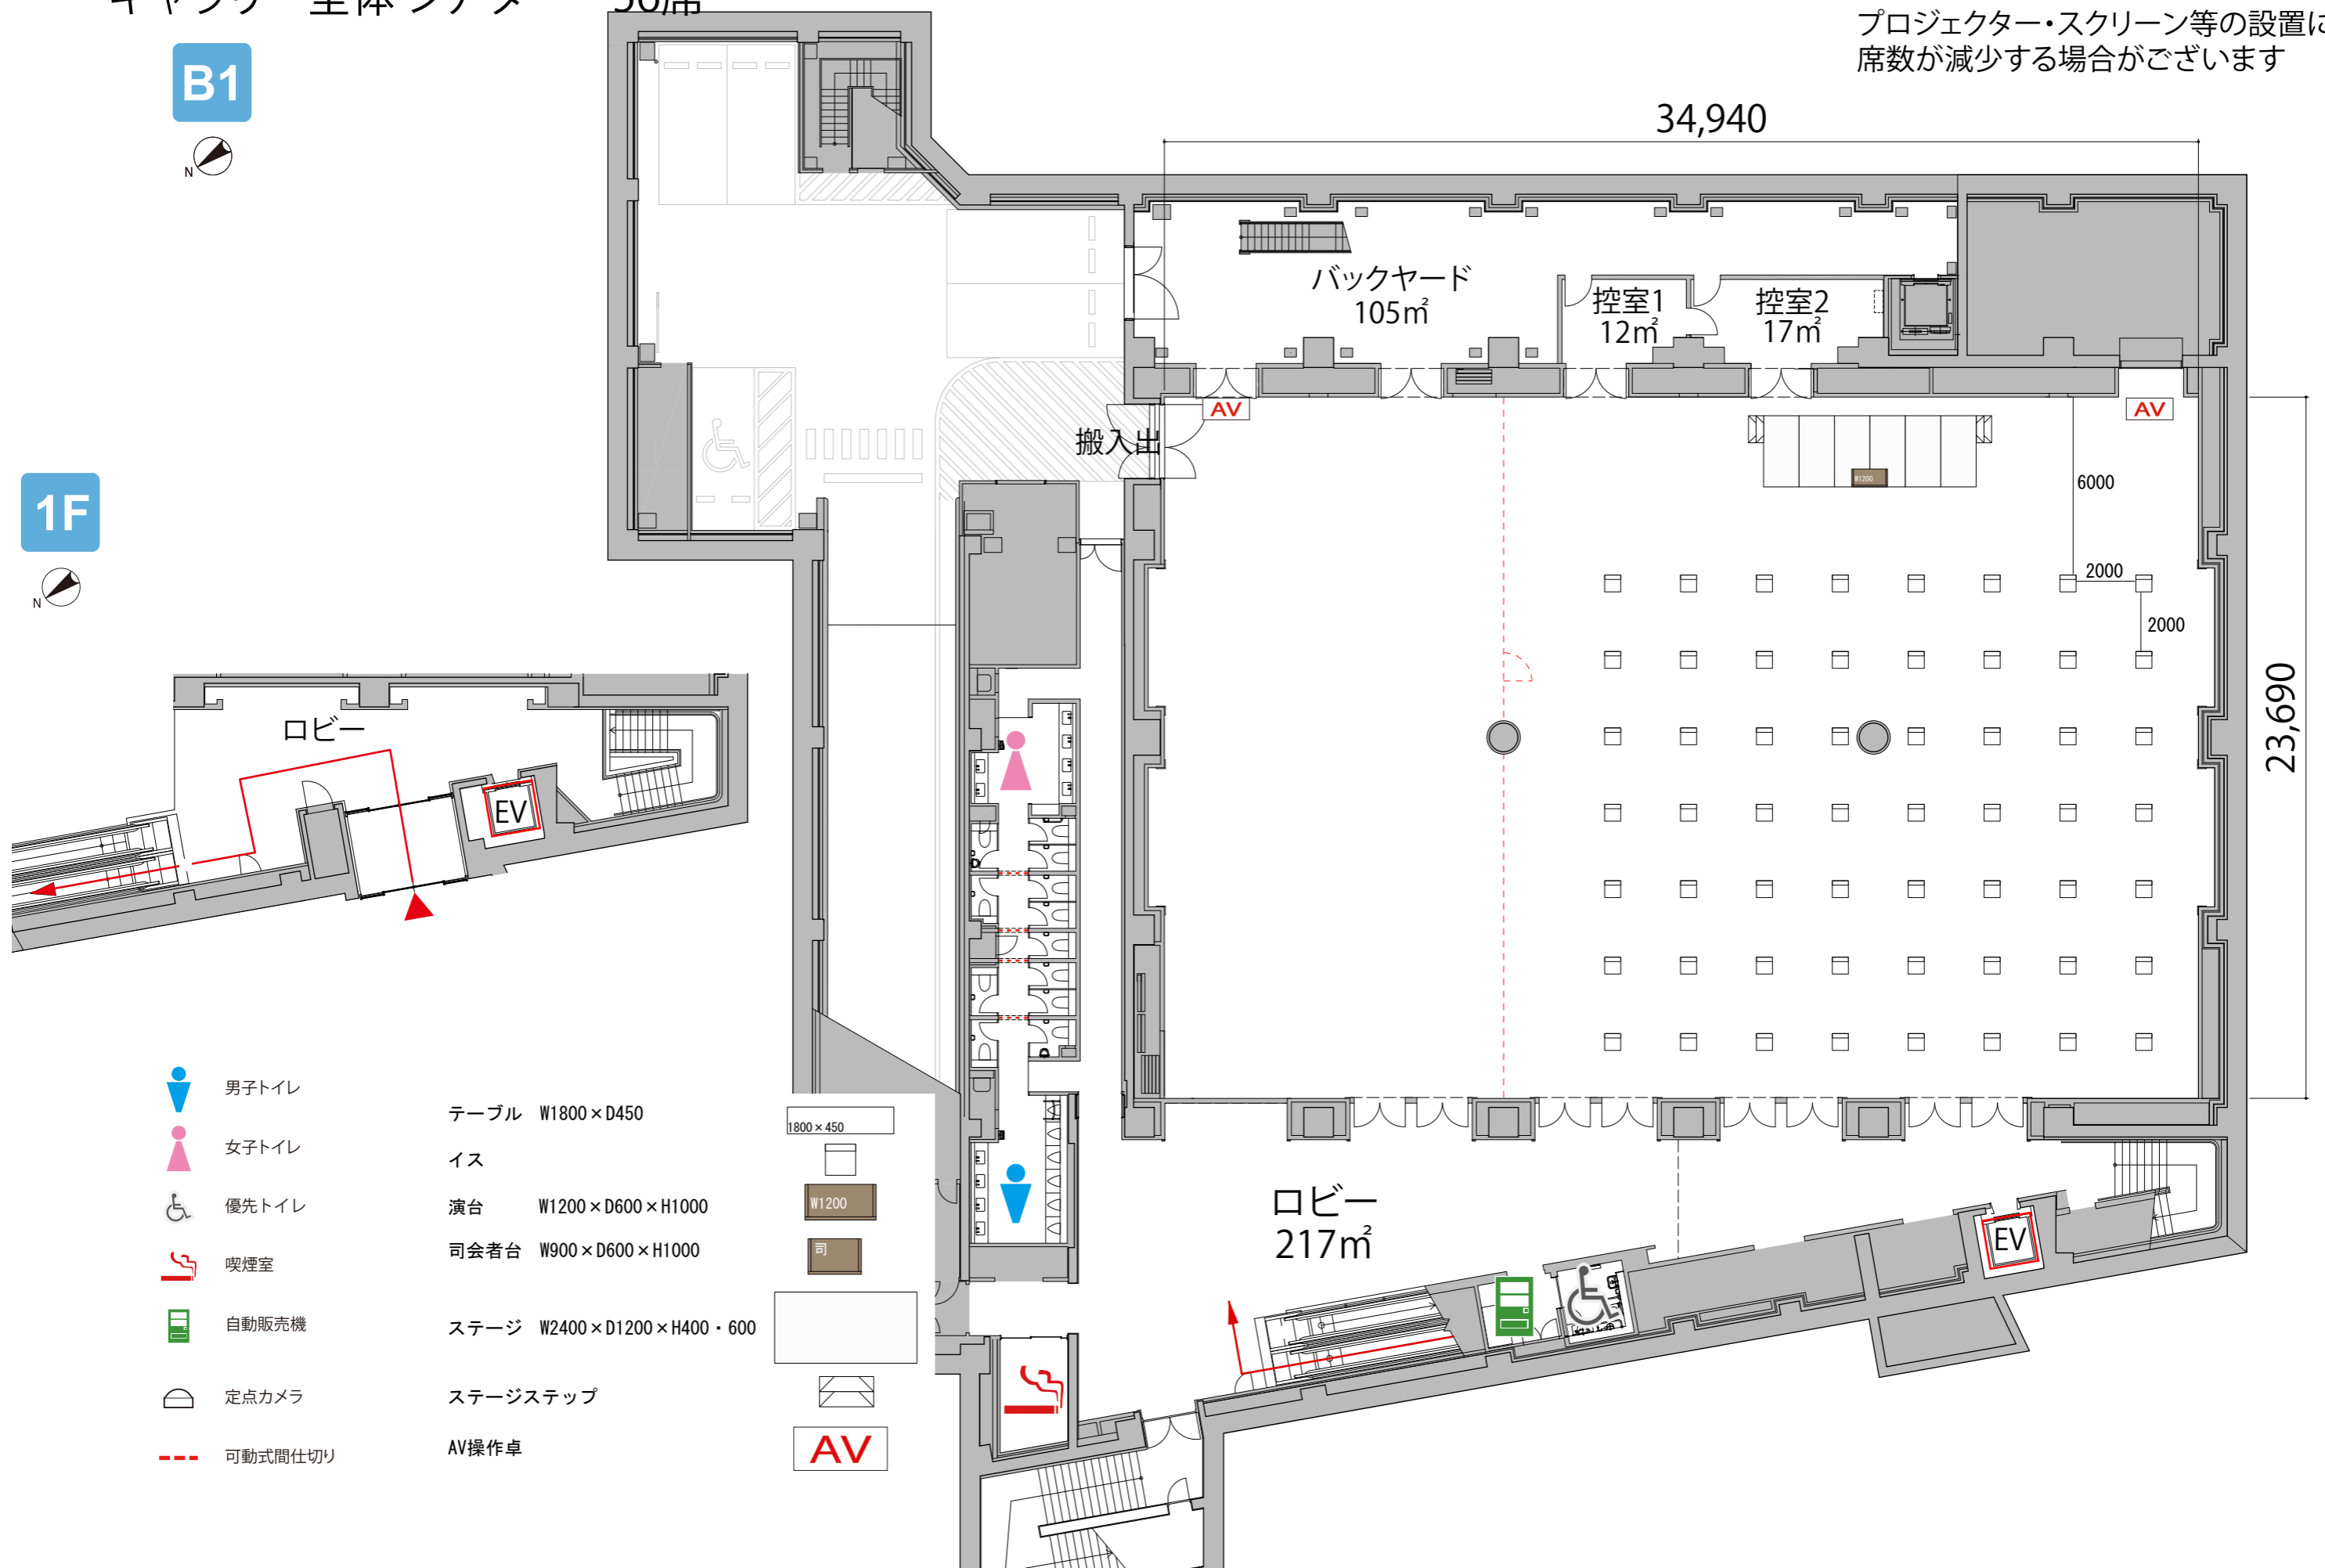 B1
N
プロジェクター・スクリーン等の設置に
席数が減少する場合がございます
34,940
バックヤード
105㎡
控室1
12㎡
控室2
17㎡
AV
AV
搬入出
W1200
6000
2000
2000
23,690
1F
N
ロビー
EV
ロビー
217㎡
EV
男子トイレ
女子トイレ
優先トイレ
喫煙室
自動販売機
定点カメラ
可動式間仕切り
テーブル W1800×D450
1800×450
イス
演台 W1200×D600×H1000
W1200
司会者台 W900×D600×H1000
司
ステージ W2400×D1200×H400・600
ステージステップ
AV操作卓
AV